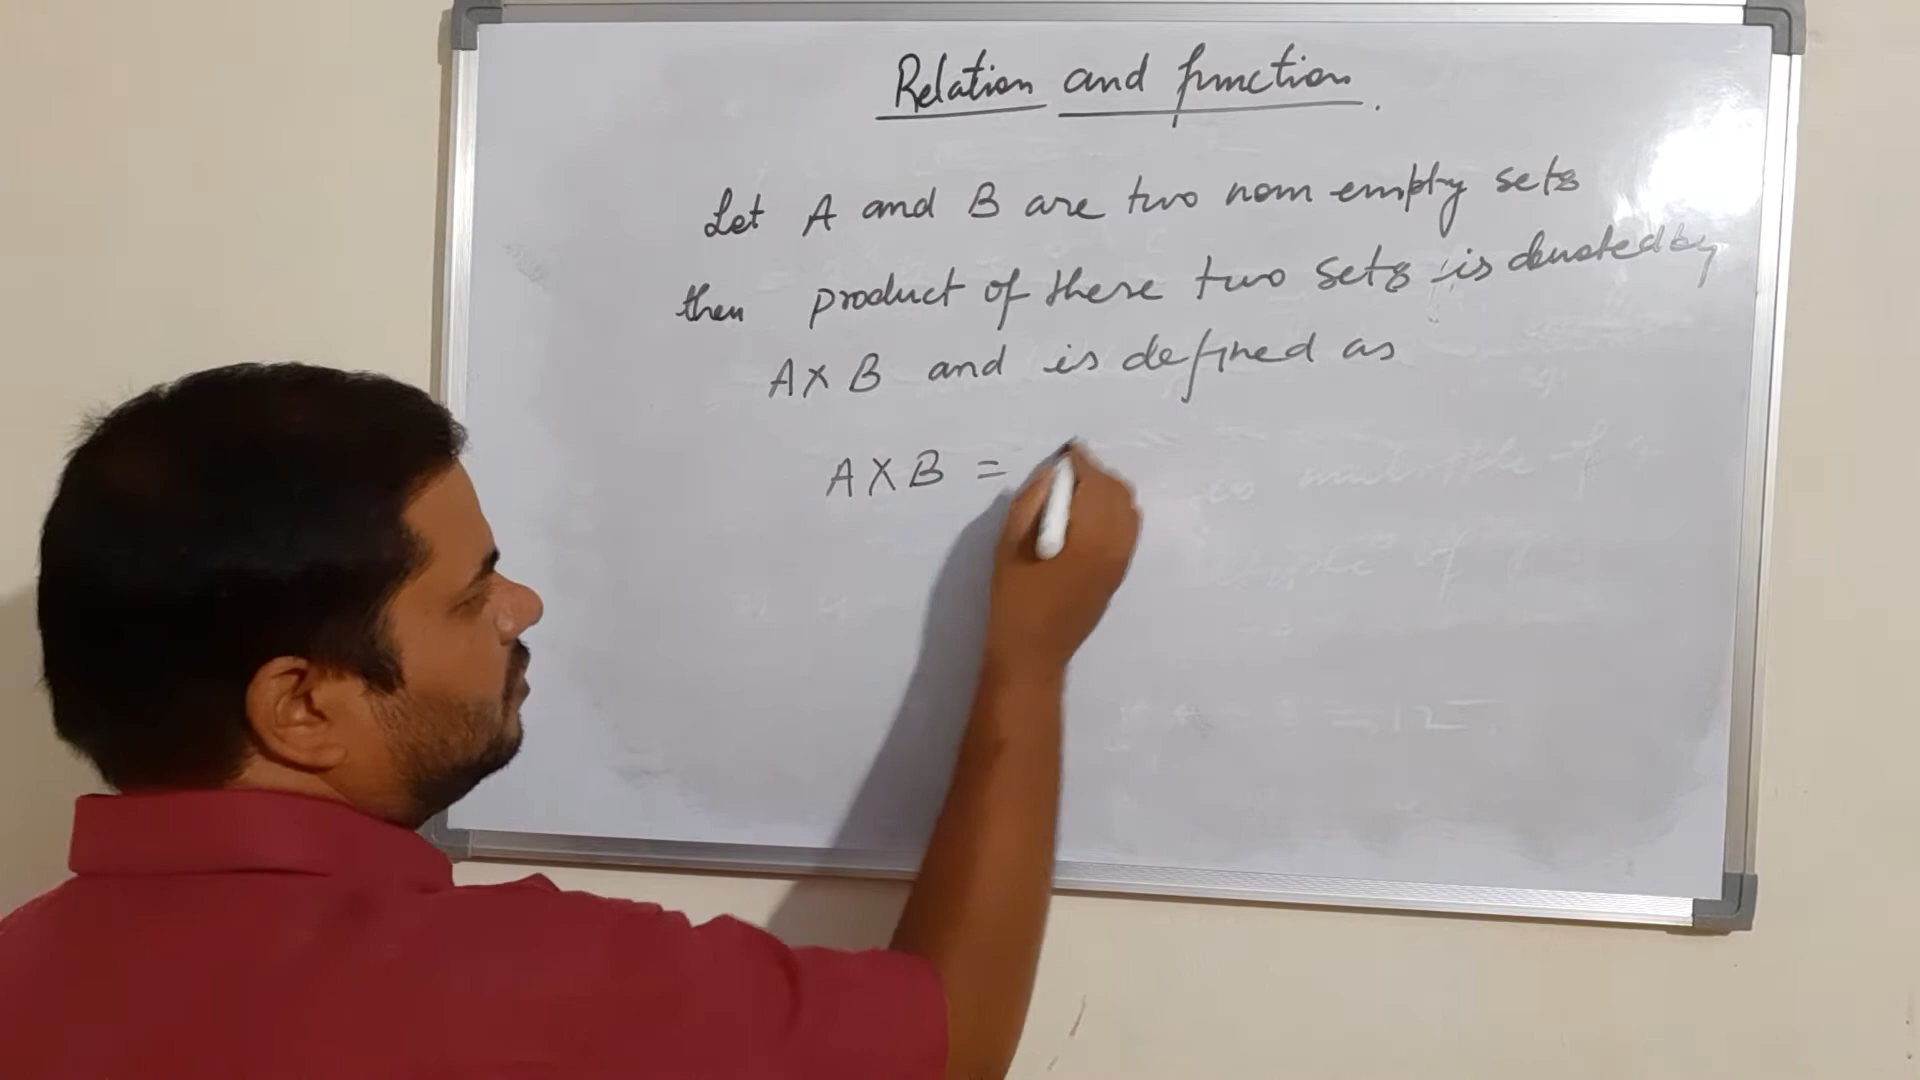 Relation and function.
Let A and B are two non empty sets
then product of these two sets is denoted by
A X B and is defined as
A X B =